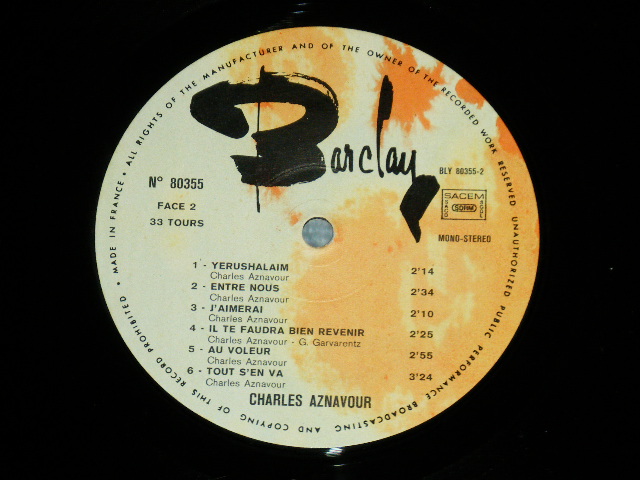 MADE IN FRANCE • ALL RIGHTS OF THE MANUFACTURER AND OF THE OWNER OF THE RECORDED WORK RESERVED UNAUTHORIZED PUBLIC PERFORMANCE BROADCASTING AND COPYING OF THIS RECORD PROHIBITED •
Barclay
N° 80355
FACE 2
33 TOURS
BLY 80355-2
SACEM
SDRM
MONO-STEREO
1 - YERUSHALAIM 2'14
Charles Aznavour
2 - ENTRE NOUS 2'34
Charles Aznavour
3 - J'AIMERAI 2'10
Charles Aznavour
4 - IL TE FAUDRA BIEN REVENIR 2'25
Charles Aznavour - G. Garvarentz
5 - AU VOLEUR 2'55
Charles Aznavour
6 - TOUT S'EN VA 3'24
Charles Aznavour
CHARLES AZNAVOUR